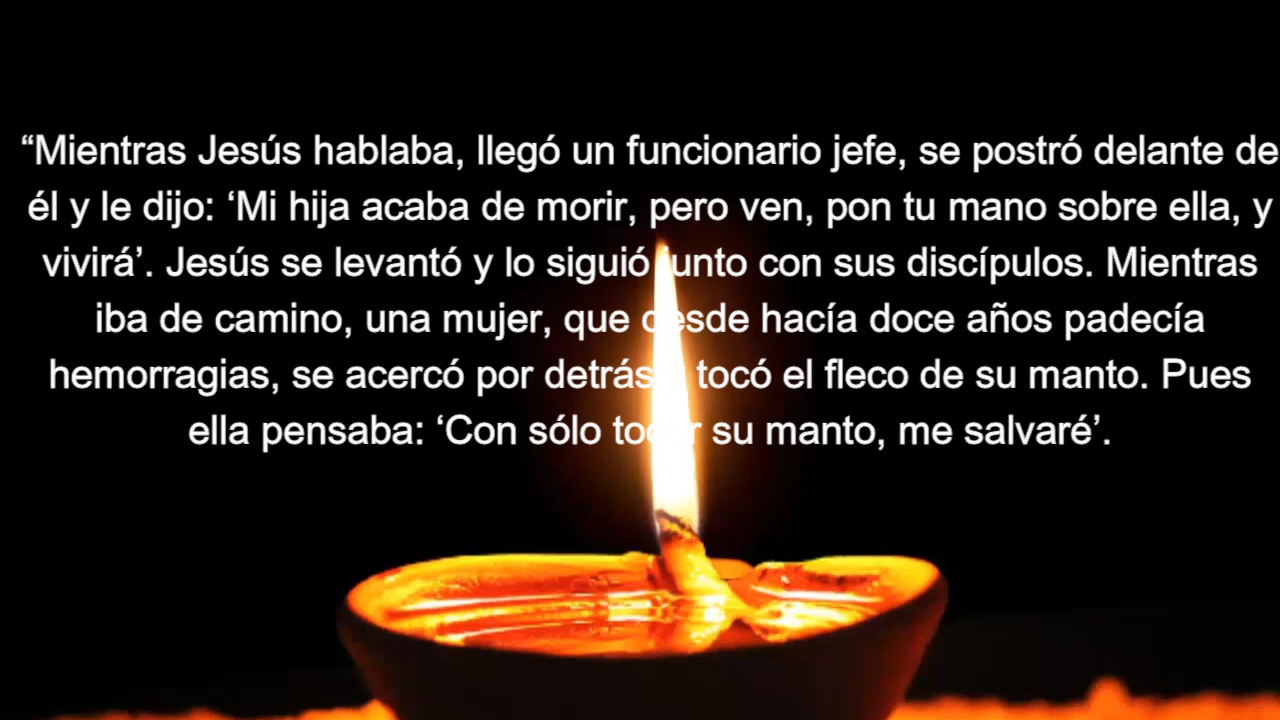 “Mientras Jesús hablaba, llegó un funcionario jefe, se postró delante de
él y le dijo: ‘Mi hija acaba de morir, pero ven, pon tu mano sobre ella, y
vivirá’. Jesús se levantó y lo siguió junto con sus discípulos. Mientras
iba de camino, una mujer, que desde hacía doce años padecía
hemorragias, se acercó por detrás y tocó el fleco de su manto. Pues
ella pensaba: ‘Con sólo tocar su manto, me salvaré’.